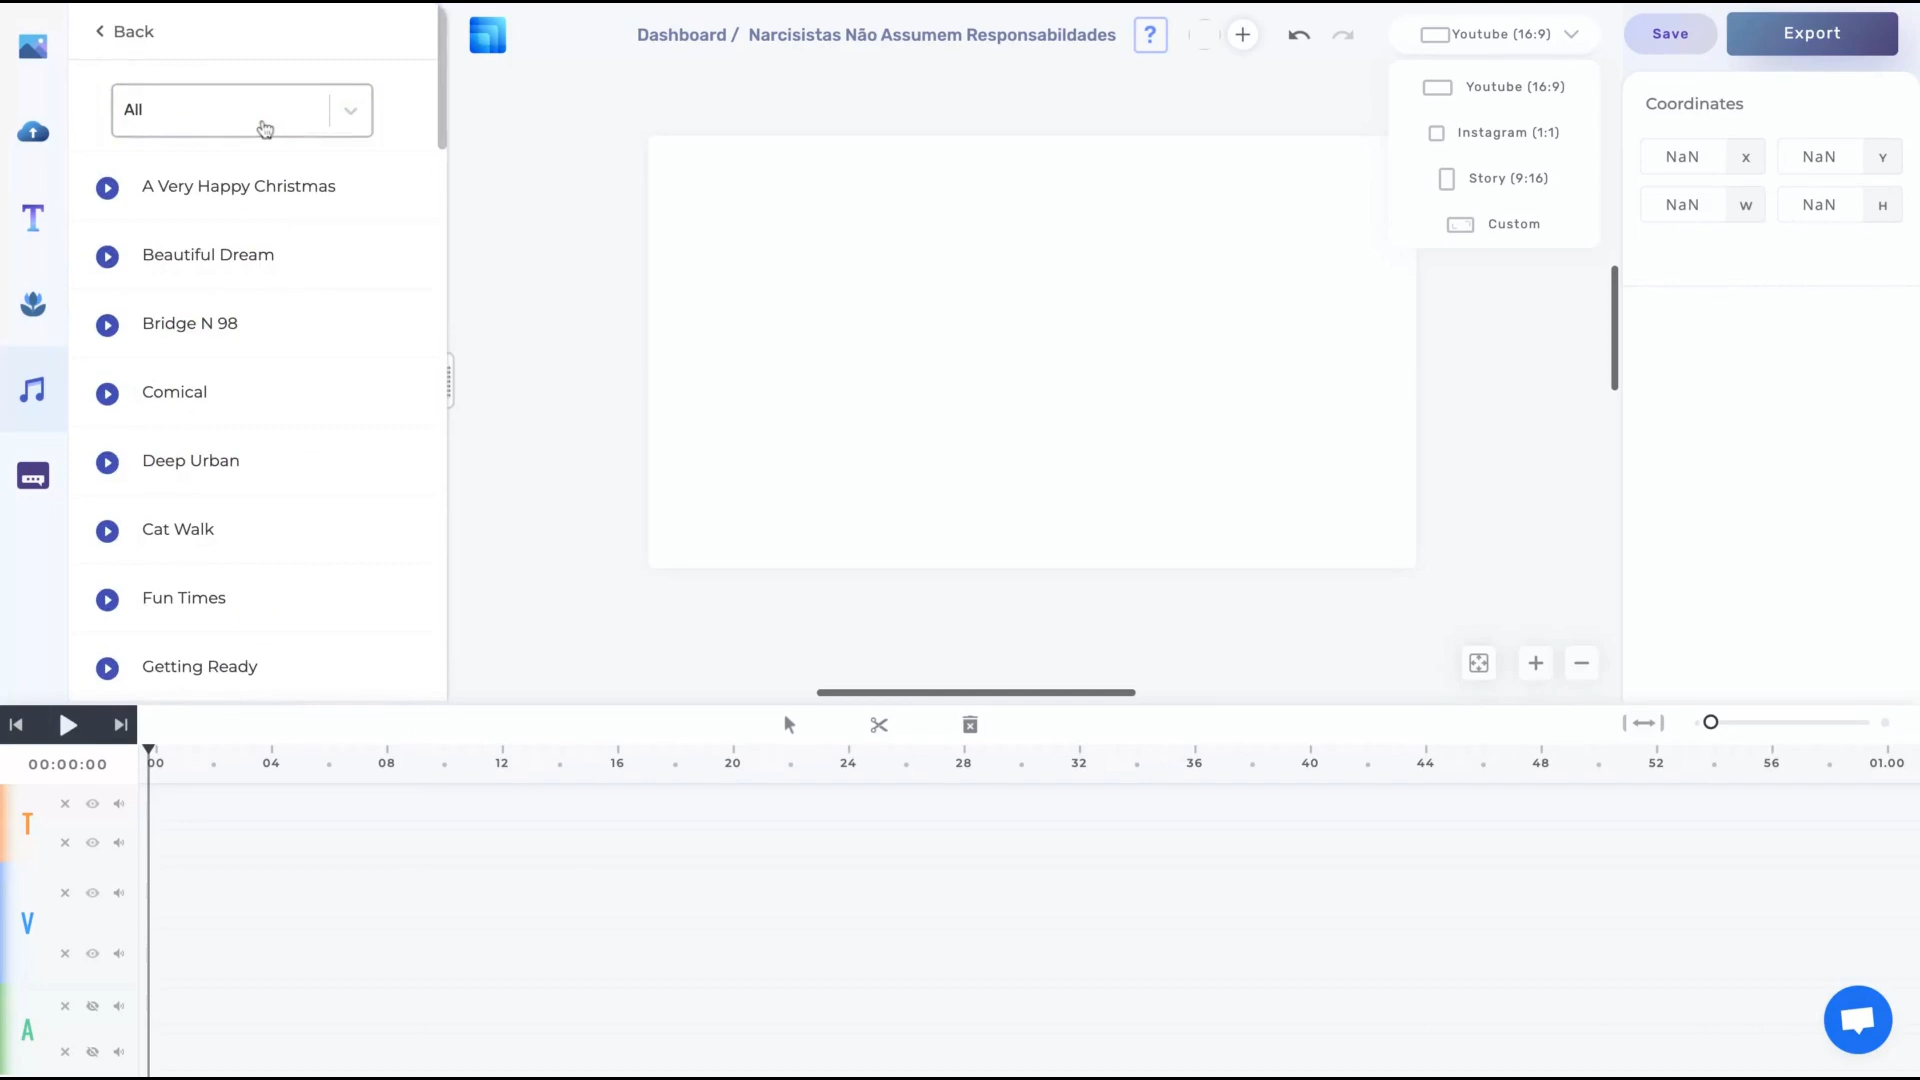 Back
All
A Very Happy Christmas
Beautiful Dream
Bridge N 98
Comical
Deep Urban
Cat Walk
Fun Times
Getting Ready
Dashboard / Narcisistas Não Assumem Responsabildades
?
Youtube (16:9)
Youtube (16:9)
Instagram (1:1)
Story (9:16)
Custom
Save
Export
Coordinates
NaN X NaN Y
NaN W NaN H
00:00:00
00 04 08 12 16 20 24 28 32 36 40 44 48 52 56 01.00
T
V
A